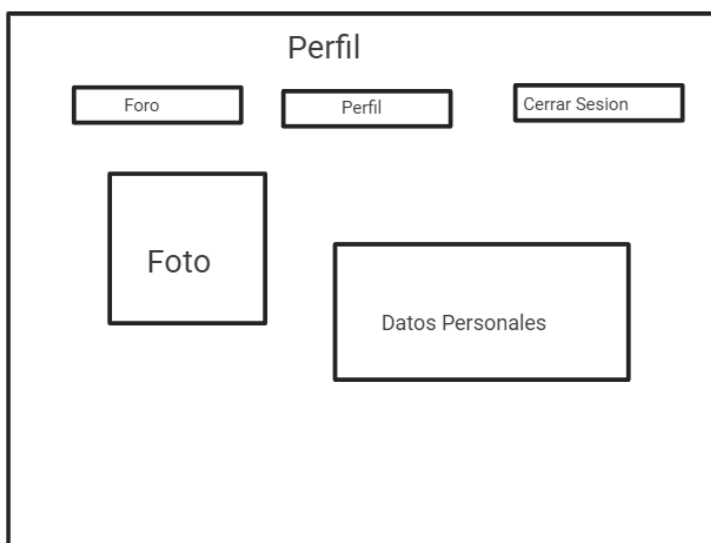 Perfil
Foro
Perfil
Cerrar Sesion
Foto
Datos Personales